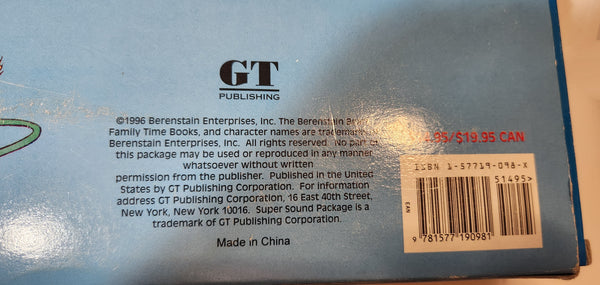 GT
PUBLISHING
©1996 Berenstain Enterprises, Inc. The Berenstain
Family Time Books, and character names are
Berenstain Enterprises, Inc. All rights reserved. No part of
this package may be used or reproduced in any manner
whatsoever without written
permission from the publisher. Published in the United
States by GT Publishing Corporation. For information
address GT Publishing Corporation, 16 East 40th Street,
New York, New York 10016. Super Sound Package is a
trademark of GT Publishing Corporation.
Made in China
.95/$19.95 CAN
ISBN 1-57719-098-X
51495>
EAN
9 781577 190981